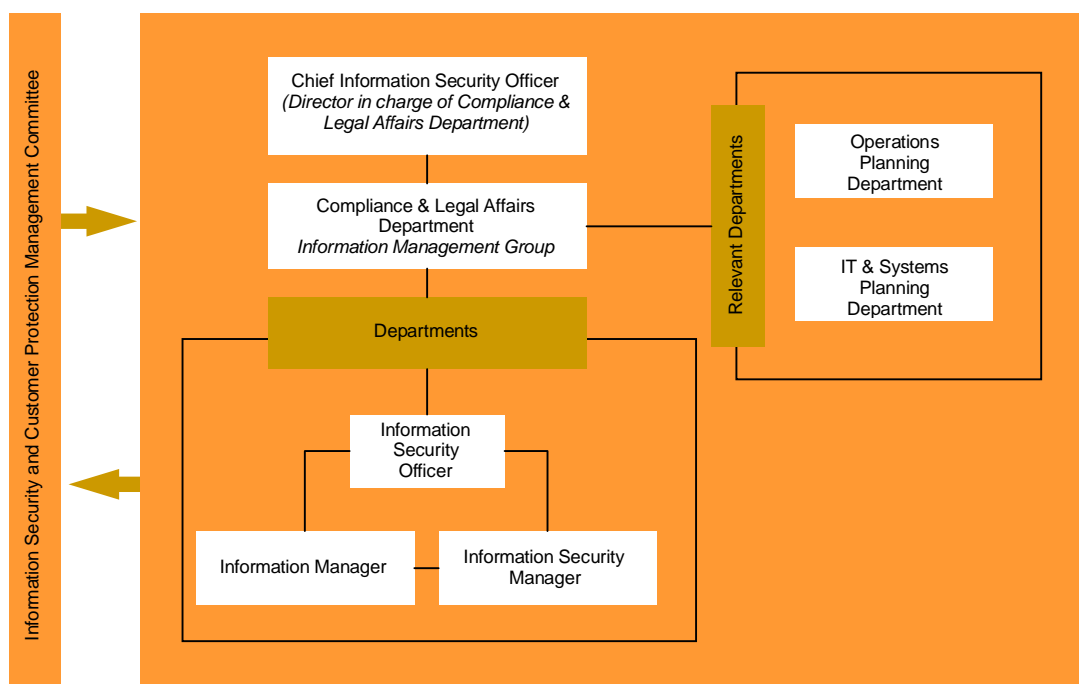 Information Security and Customer Protection Management Committee
Chief Information Security Officer
(Director in charge of Compliance &
Legal Affairs Department)
Compliance & Legal Affairs
Department
Information Management Group
Relevant Departments
Operations
Planning
Department
IT & Systems
Planning
Department
Departments
Information
Security
Officer
Information Manager
Information Security
Manager